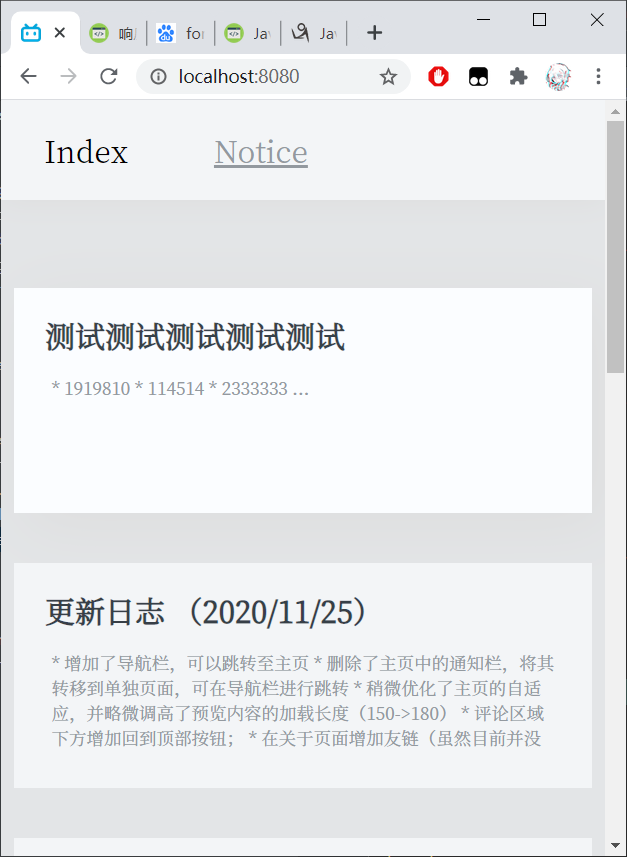 响
for
Jav
Jav
localhost:8080
Index Notice
测试测试测试测试测试
* 1919810 * 114514 * 2333333 ...
更新日志 （2020/11/25）
* 增加了导航栏，可以跳转至主页 * 删除了主页中的通知栏，将其
转移到单独页面，可在导航栏进行跳转 * 稍微优化了主页的自适
应，并略微调高了预览内容的加载长度（150->180） * 评论区域
下方增加回到顶部按钮； * 在关于页面增加友链（虽然目前并没